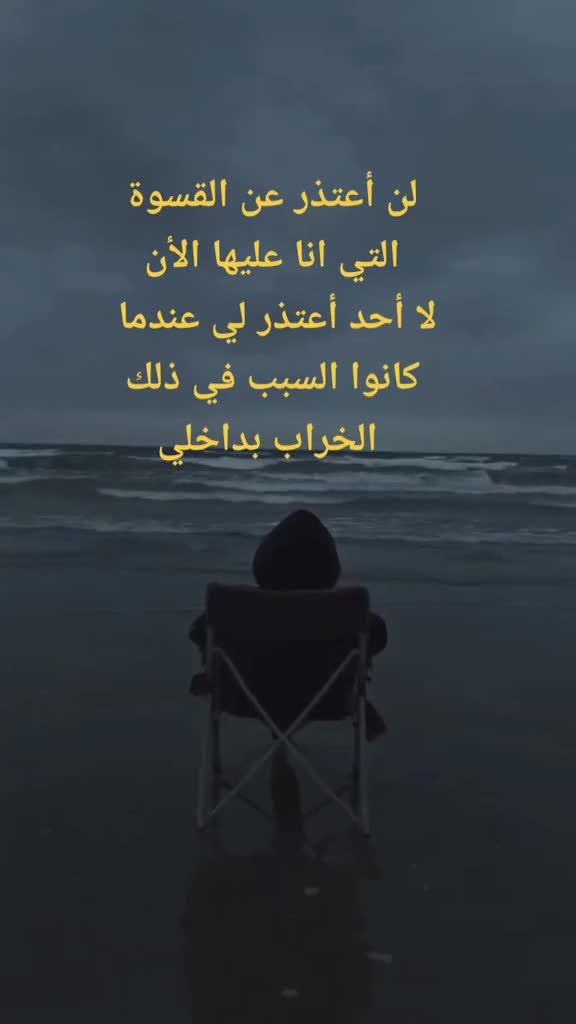 لن أعتذر عن القسوة
التي انا عليها الأن
لا أحد أعتذر لي عندما
كانوا السبب في ذلك
الخراب بداخلي